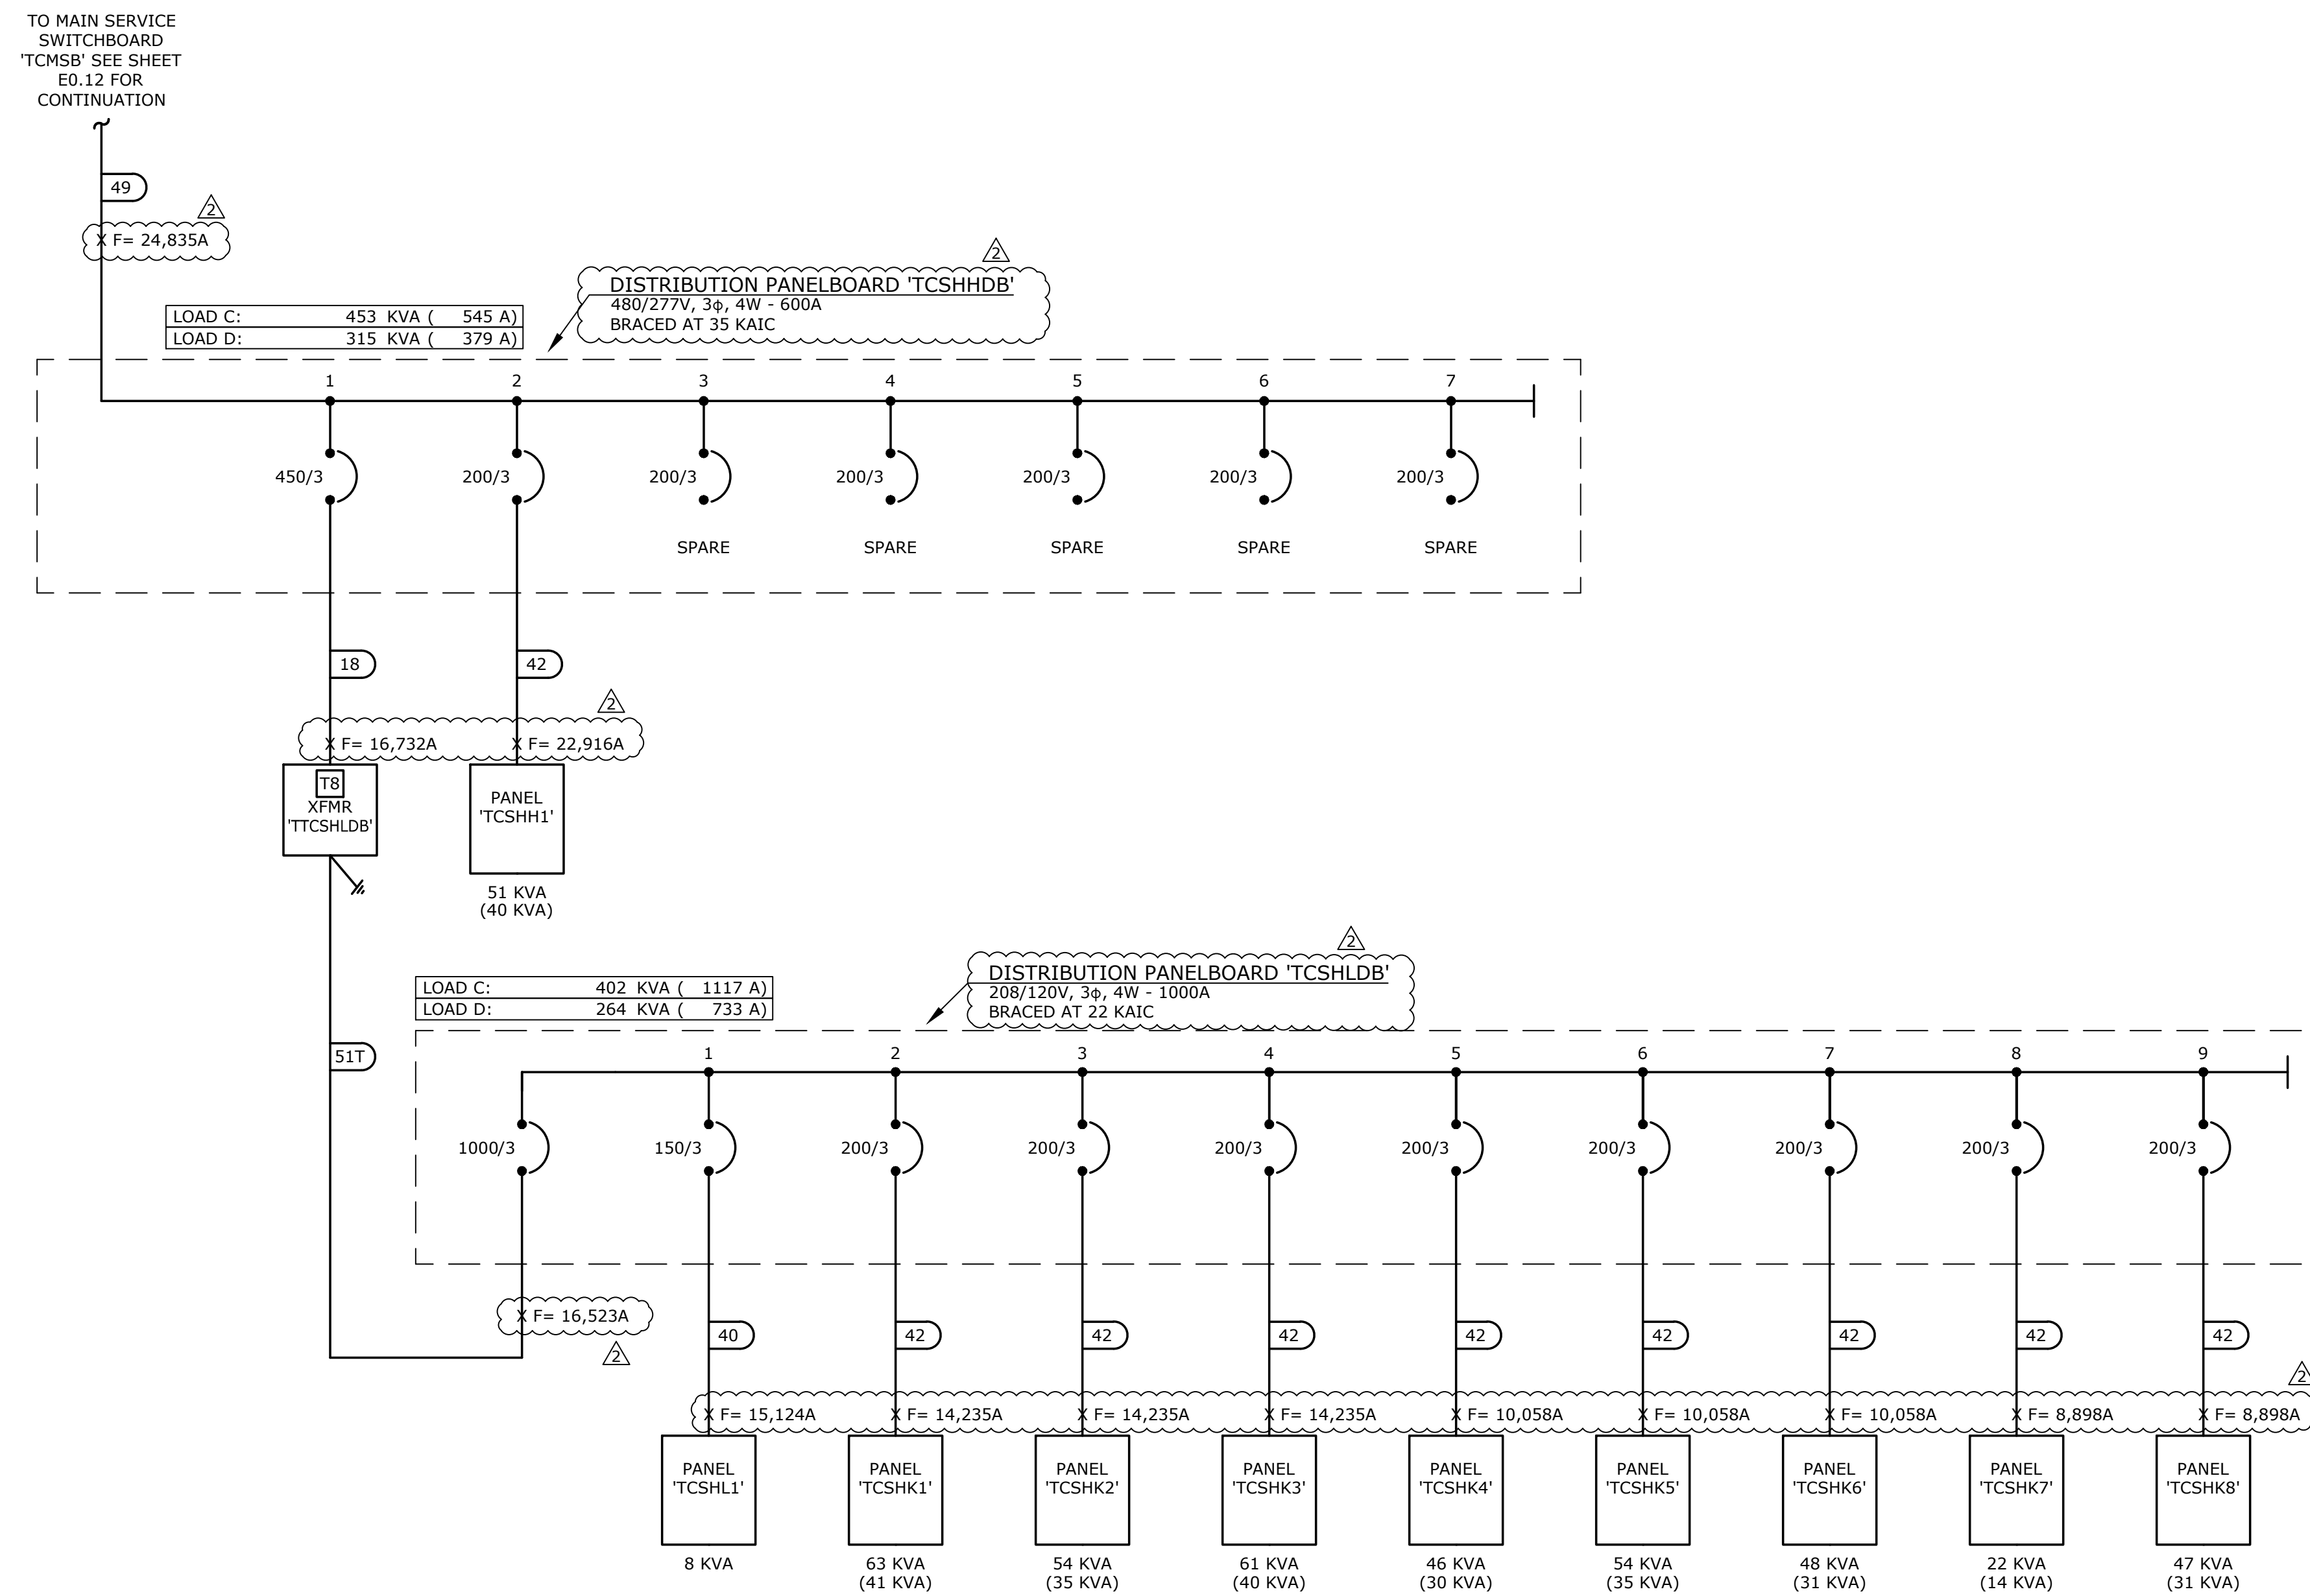 TO MAIN SERVICE
SWITCHBOARD
'TCMSB' SEE SHEET
E0.12 FOR
CONTINUATION
49
2
X F= 24,835A
2
DISTRIBUTION PANELBOARD 'TCSHHDB'
480/277V, 3ϕ, 4W - 600A
BRACED AT 35 KAIC
LOAD C: 453 KVA ( 545 A)
LOAD D: 315 KVA ( 379 A)
1 2 3 4 5 6 7
450/3 200/3 200/3 200/3 200/3 200/3 200/3
SPARE SPARE SPARE SPARE SPARE
18 42
2
X F= 16,732A X F= 22,916A
T8
XFMR
'TTCSHLDB'
PANEL
'TCSHH1'
51 KVA
(40 KVA)
2
DISTRIBUTION PANELBOARD 'TCSHLDB'
208/120V, 3ϕ, 4W - 1000A
BRACED AT 22 KAIC
LOAD C: 402 KVA ( 1117 A)
LOAD D: 264 KVA ( 733 A)
51T
1 2 3 4 5 6 7 8 9
1000/3 150/3 200/3 200/3 200/3 200/3 200/3 200/3 200/3 200/3
X F= 16,523A
2
40 42 42 42 42 42 42 42 42
2
X F= 15,124A X F= 14,235A X F= 14,235A X F= 14,235A X F= 10,058A X F= 10,058A X F= 10,058A X F= 8,898A X F= 8,898A
PANEL PANEL PANEL PANEL PANEL PANEL PANEL PANEL PANEL
'TCSHL1' 'TCSHK1' 'TCSHK2' 'TCSHK3' 'TCSHK4' 'TCSHK5' 'TCSHK6' 'TCSHK7' 'TCSHK8'
8 KVA 63 KVA 54 KVA 61 KVA 46 KVA 54 KVA 48 KVA 22 KVA 47 KVA
(41 KVA) (35 KVA) (40 KVA) (30 KVA) (35 KVA) (31 KVA) (14 KVA) (31 KVA)